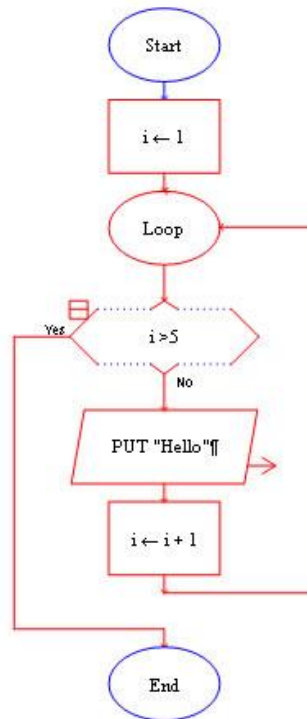 Start
i ← 1
Loop
i >5
Yes
No
PUT "Hello"¶
i ← i + 1
End